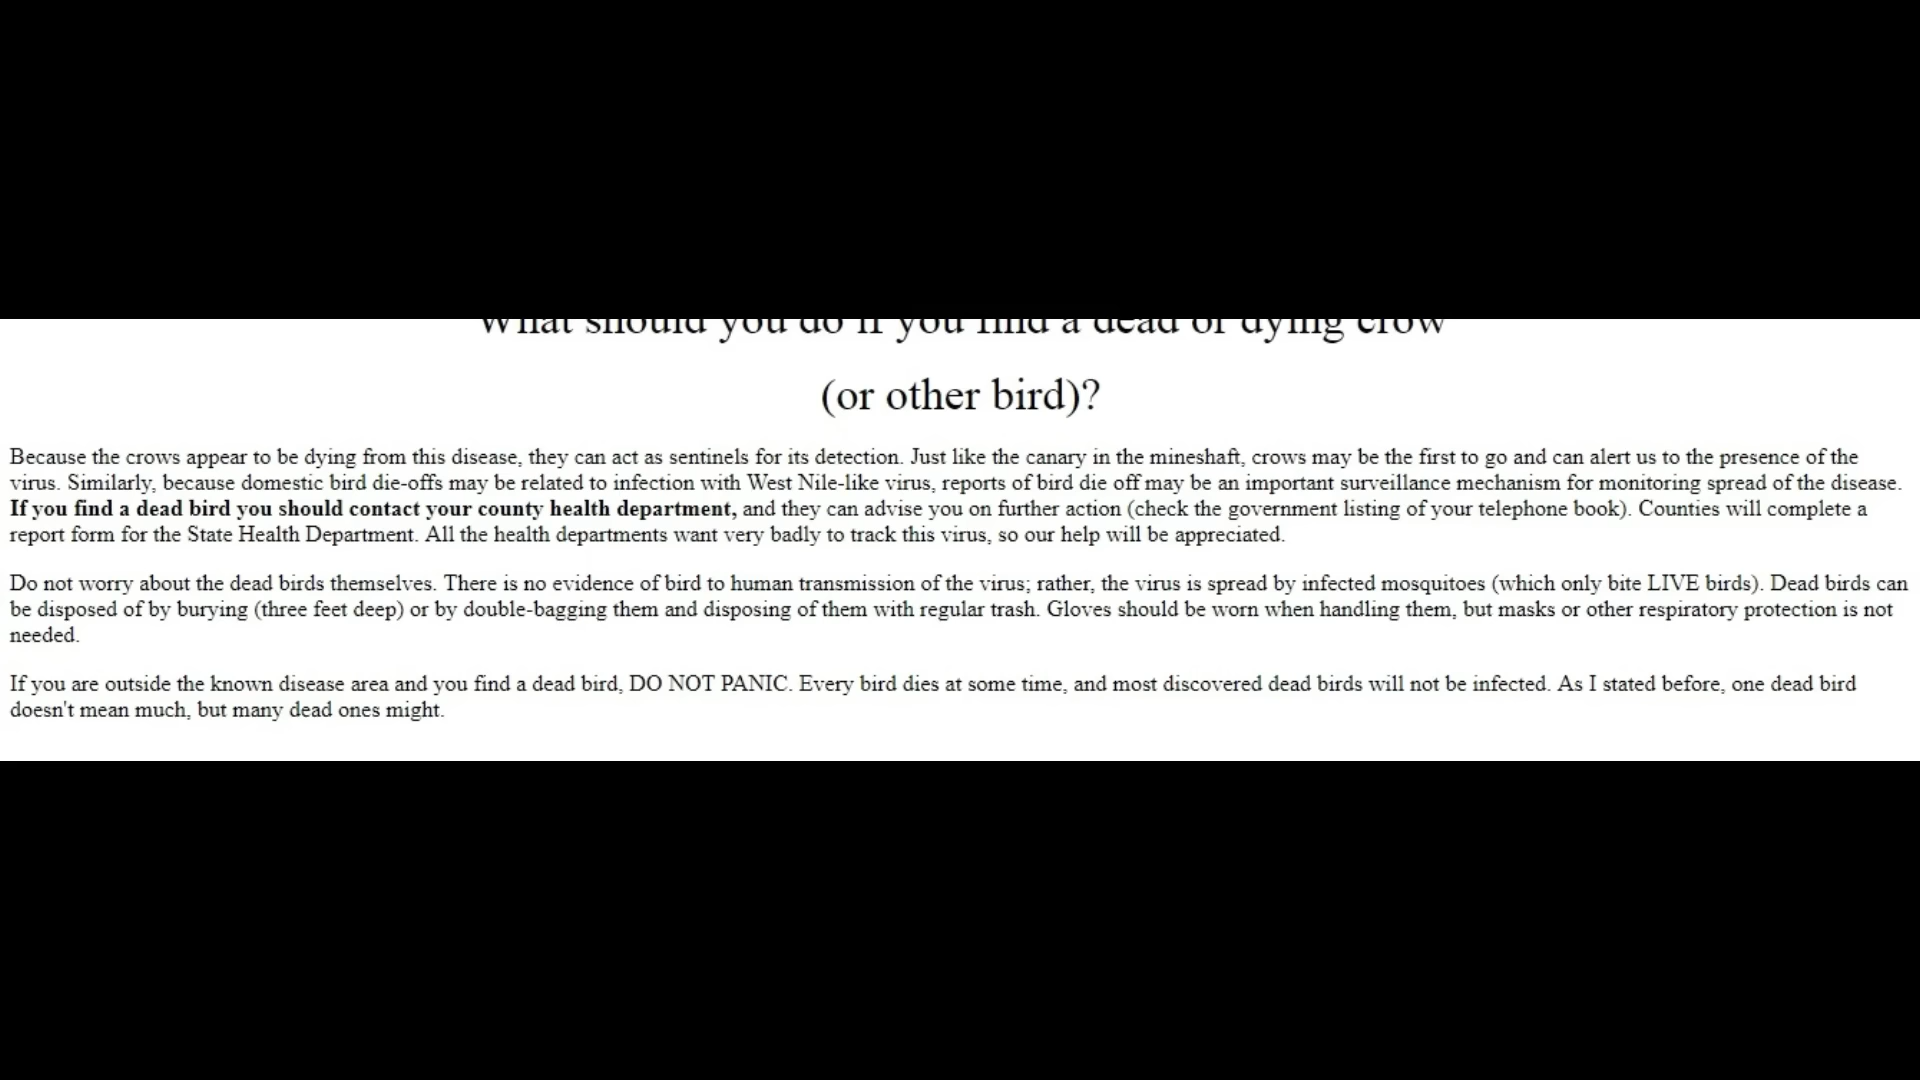 What should you do if you find a dead or dying crow
(or other bird)?
Because the crows appear to be dying from this disease, they can act as sentinels for its detection. Just like the canary in the mineshaft, crows may be the first to go and can alert us to the presence of the
virus. Similarly, because domestic bird die-offs may be related to infection with West Nile-like virus, reports of bird die off may be an important surveillance mechanism for monitoring spread of the disease.
If you find a dead bird you should contact your county health department, and they can advise you on further action (check the government listing of your telephone book). Counties will complete a
report form for the State Health Department. All the health departments want very badly to track this virus, so our help will be appreciated.
Do not worry about the dead birds themselves. There is no evidence of bird to human transmission of the virus; rather, the virus is spread by infected mosquitoes (which only bite LIVE birds). Dead birds can
be disposed of by burying (three feet deep) or by double-bagging them and disposing of them with regular trash. Gloves should be worn when handling them, but masks or other respiratory protection is not
needed.
If you are outside the known disease area and you find a dead bird, DO NOT PANIC. Every bird dies at some time, and most discovered dead birds will not be infected. As I stated before, one dead bird
doesn't mean much, but many dead ones might.